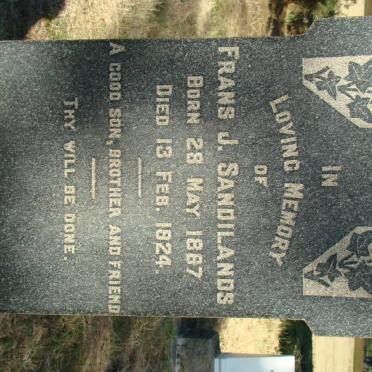 IN
LOVING MEMORY
OF
FRANS J. SANDILANDS
BORN 28 MAY 1887
DIED 13 FEB. 1924.
A GOOD SON, BROTHER AND FRIEND
THY WILL BE DONE.